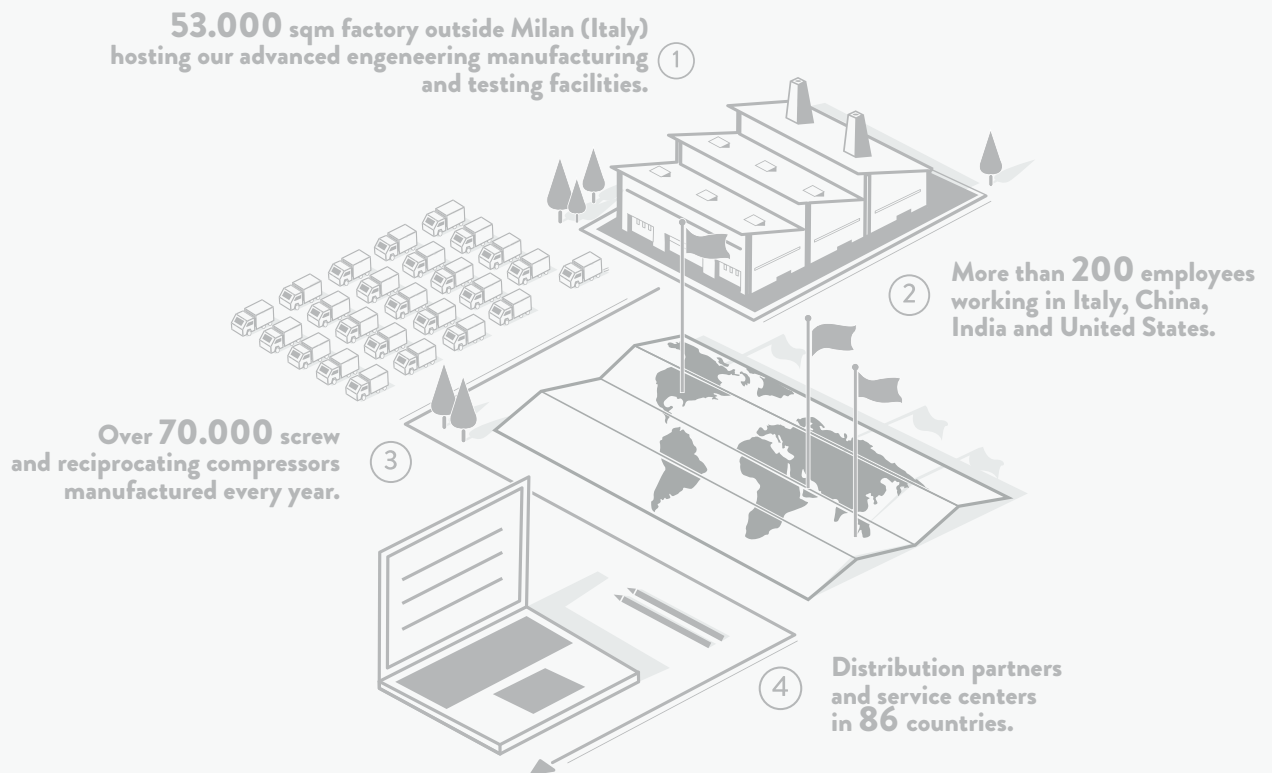 53.000 sqm factory outside Milan (Italy)
hosting our advanced engeneering manufacturing
and testing facilities.
1
2
More than 200 employees
working in Italy, China,
India and United States.
Over 70.000 screw
and reciprocating compressors
manufactured every year.
3
4
Distribution partners
and service centers
in 86 countries.